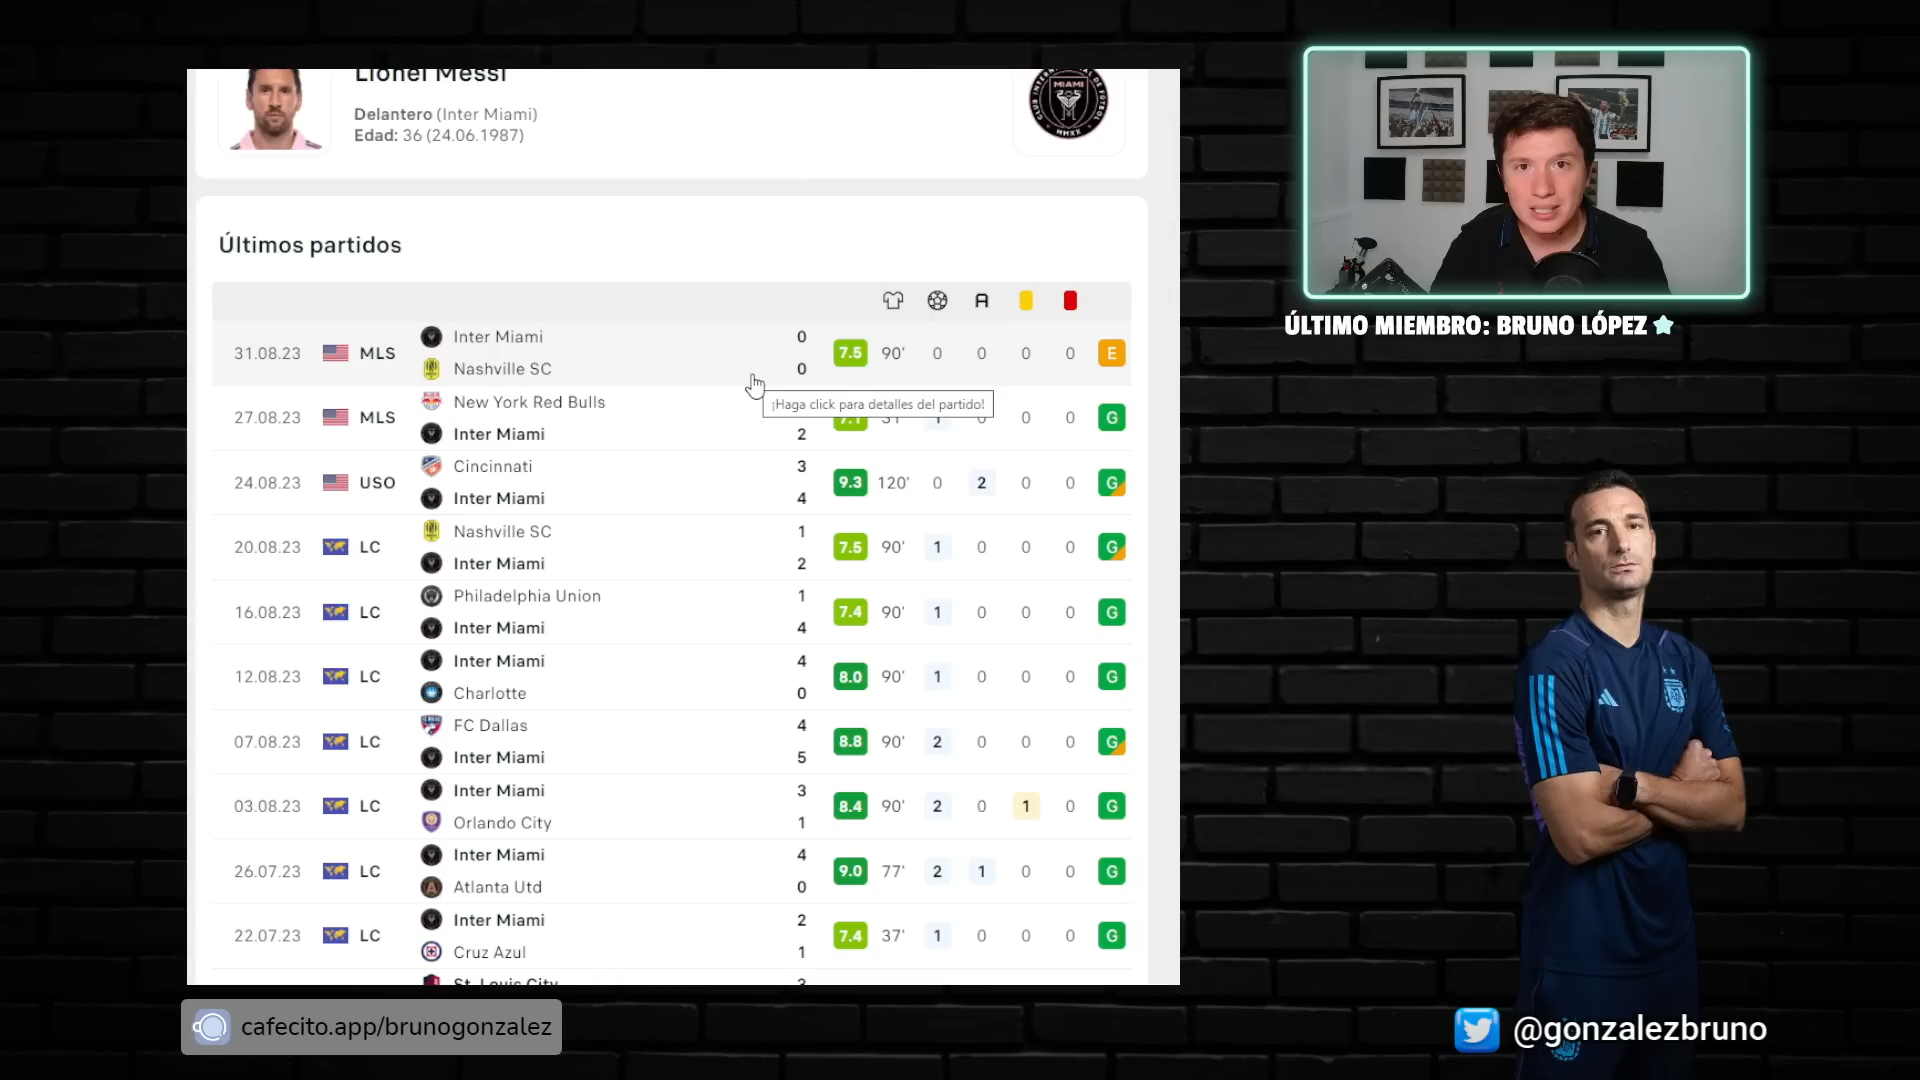 Lionel Messi
Delantero (Inter Miami)
Edad: 36 (24.06.1987)
MIAMI
Últimos partidos
A
31.08.23 MLS Inter Miami 0 7.5 90' 0 0 0 0 E
Nashville SC 0
¡Haga click para detalles del partido!
27.08.23 MLS New York Red Bulls 0 0 G
Inter Miami 2
24.08.23 USO Cincinnati 3 9.3 120' 0 2 0 0 G
Inter Miami 4
20.08.23 LC Nashville SC 1 7.5 90' 1 0 0 0 G
Inter Miami 2
16.08.23 LC Philadelphia Union 1 7.4 90' 1 0 0 0 G
Inter Miami 4
12.08.23 LC Inter Miami 4 8.0 90' 1 0 0 0 G
Charlotte 0
07.08.23 LC FC Dallas 4 8.8 90' 2 0 0 0 G
Inter Miami 5
03.08.23 LC Inter Miami 3 8.4 90' 2 0 1 0 G
Orlando City 1
26.07.23 LC Inter Miami 4 9.0 77' 2 1 0 0 G
Atlanta Utd 0
22.07.23 LC Inter Miami 2 7.4 37' 1 0 0 0 G
Cruz Azul 1
St. Louis City 3
ÚLTIMO MIEMBRO: BRUNO LÓPEZ
cafecito.app/brunogonzalez
@gonzalezbruno